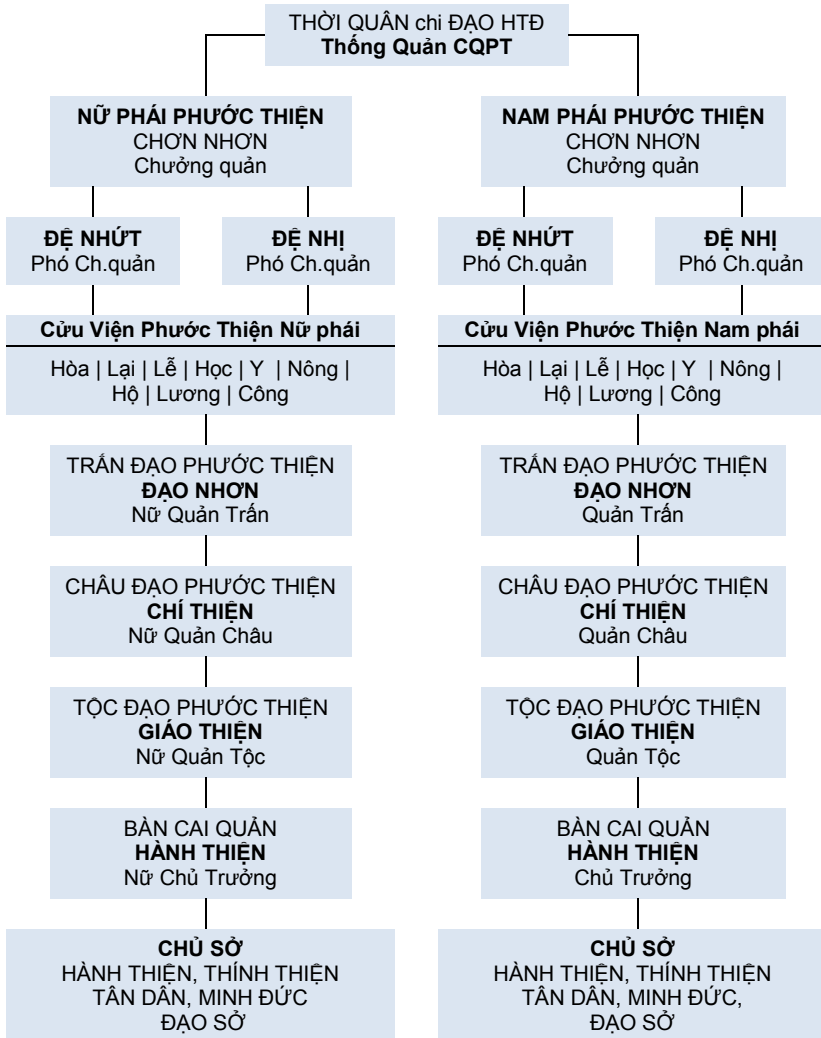 THỜI QUÂN chi ĐẠO HTĐ
Thống Quản CQPT
NỮ PHÁI PHƯỚC THIỆN
CHƠN NHƠN
Chưởng quản
ĐỆ NHỨT
Phó Ch.quản
ĐỆ NHỊ
Phó Ch.quản
Cửu Viện Phước Thiện Nữ phái
Hòa | Lại | Lễ | Học | Y | Nông |
Hộ | Lương | Công
TRẤN ĐẠO PHƯỚC THIỆN
ĐẠO NHƠN
Nữ Quản Trấn
CHÂU ĐẠO PHƯỚC THIỆN
CHÍ THIỆN
Nữ Quản Châu
TỘC ĐẠO PHƯỚC THIỆN
GIÁO THIỆN
Nữ Quản Tộc
BÀN CAI QUẢN
HÀNH THIỆN
Nữ Chủ Trưởng
CHỦ SỞ
HÀNH THIỆN, THÍNH THIỆN
TÂN DÂN, MINH ĐỨC
ĐẠO SỞ
NAM PHÁI PHƯỚC THIỆN
CHƠN NHƠN
Chưởng quản
ĐỆ NHỨT
Phó Ch.quản
ĐỆ NHỊ
Phó Ch.quản
Cửu Viện Phước Thiện Nam phái
Hòa | Lại | Lễ | Học | Y | Nông |
Hộ | Lương | Công
TRẤN ĐẠO PHƯỚC THIỆN
ĐẠO NHƠN
Quản Trấn
CHÂU ĐẠO PHƯỚC THIỆN
CHÍ THIỆN
Quản Châu
TỘC ĐẠO PHƯỚC THIỆN
GIÁO THIỆN
Quản Tộc
BÀN CAI QUẢN
HÀNH THIỆN
Chủ Trưởng
CHỦ SỞ
HÀNH THIỆN, THÍNH THIỆN
TÂN DÂN, MINH ĐỨC,
ĐẠO SỞ